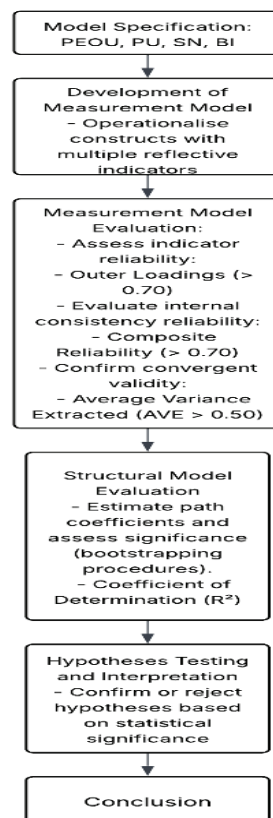 Model Specification:
PEOU, PU, SN, BI
Development of
Measurement Model
- Operationalise
constructs with
multiple reflective
indicators
Measurement Model
Evaluation:
- Assess indicator
reliability:
- Outer Loadings (>
0.70)
- Evaluate internal
consistency reliability:
- Composite
Reliability (> 0.70)
- Confirm convergent
validity:
- Average Variance
Extracted (AVE > 0.50)
Structural Model
Evaluation
- Estimate path
coefficients and
assess significance
(bootstrapping
procedures).
- Coefficient of
Determination (R²)
Hypotheses Testing
and Interpretation
- Confirm or reject
hypotheses based
on statistical
significance
Conclusion